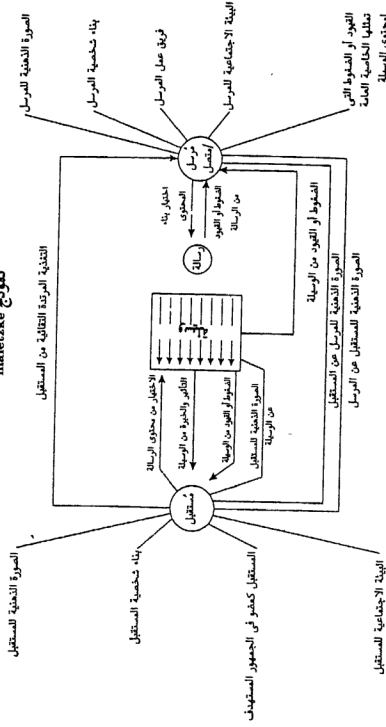 نموذج maletzke
الصورة الذهنية للمرسل
بناء شخصية المرسل
فريق عمل المرسل
البيئة الاجتماعية للمرسل
القيود أو الضغوط التي
تمثلها الخاصية العامة
لمحتوى الوسيلة
التغذية المرتدة التلقائية من المستقبل
مرسل
/متصل
اختيار بناء
المحتوى
الضغوط أو القيود
من الرسالة
رسالة
الضغوط أو القيود من الوسيلة
الاختيار من محتوى الرسالة
التأثير والخبرة من الوسيلة
الضغوط أو القيود من الوسيلة
الصورة الذهنية للمستقبل
عن الوسيلة
الصورة الذهنية للمرسل عن المستقبل
الصورة الذهنية للمستقبل عن المرسل
مستقبل
الصورة الذهنية للمستقبل
بناء شخصية المستقبل
المستقبل كعضو فى الجمهور المستهدف
البيئة الاجتماعية للمستقبل